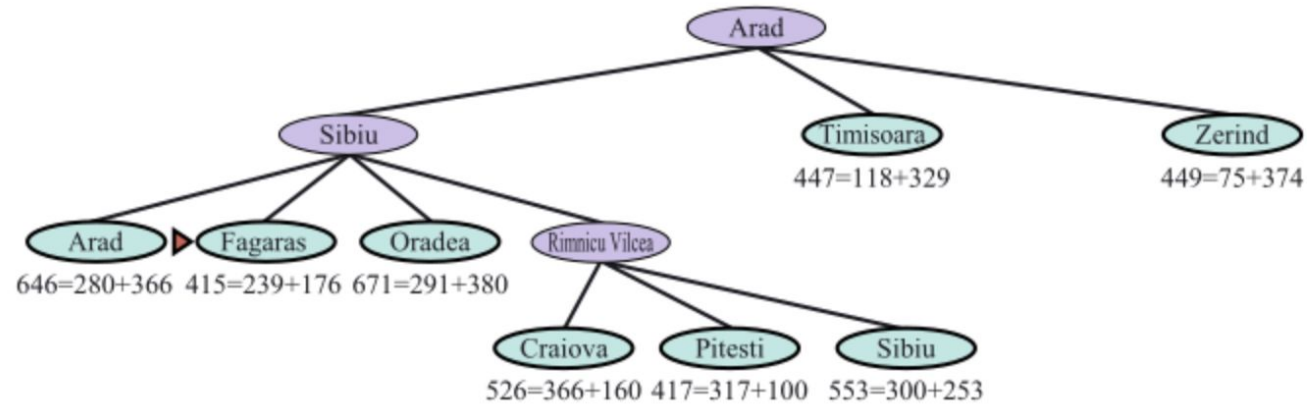 Arad
Sibiu Timisoara Zerind
447=118+329 449=75+374
Arad Fagaras Oradea Rimnicu Vilcea
646=280+366 415=239+176 671=291+380
Craiova Pitesti Sibiu
526=366+160 417=317+100 553=300+253